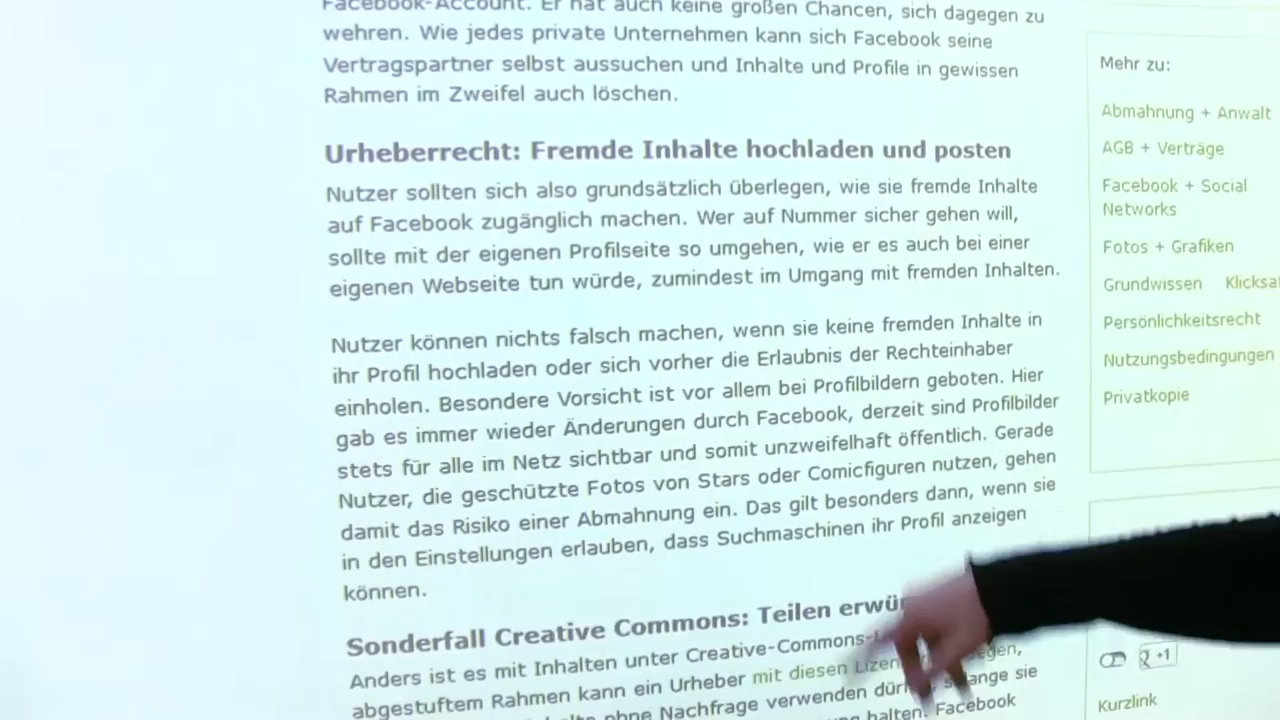 Facebook-Account. Er hat auch keine großen Chancen, sich dagegen zu
wehren. Wie jedes private Unternehmen kann sich Facebook seine
Vertragspartner selbst aussuchen und Inhalte und Profile in gewissen
Rahmen im Zweifel auch löschen.
Urheberrecht: Fremde Inhalte hochladen und posten
Nutzer sollten sich also grundsätzlich überlegen, wie sie fremde Inhalte
auf Facebook zugänglich machen. Wer auf Nummer sicher gehen will,
sollte mit der eigenen Profilseite so umgehen, wie er es auch bei einer
eigenen Webseite tun würde, zumindest im Umgang mit fremden Inhalten.
Nutzer können nichts falsch machen, wenn sie keine fremden Inhalte in
ihr Profil hochladen oder sich vorher die Erlaubnis der Rechteinhaber
einholen. Besondere Vorsicht ist vor allem bei Profilbildern geboten. Hier
gab es immer wieder Änderungen durch Facebook, derzeit sind Profilbilder
stets für alle im Netz sichtbar und somit unzweifelhaft öffentlich. Gerade
Nutzer, die geschützte Fotos von Stars oder Comicfiguren nutzen, gehen
damit das Risiko einer Abmahnung ein. Das gilt besonders dann, wenn sie
in den Einstellungen erlauben, dass Suchmaschinen ihr Profil anzeigen
können.
Sonderfall Creative Commons: Teilen erwü
Anders ist es mit Inhalten unter Creative-Commons-
abgestuftem Rahmen kann ein Urheber mit diesen Lizen
ohne Nachfrage verwenden dür solange sie
halten. Facebook
Mehr zu:
Abmahnung + Anwalt
AGB + Verträge
Facebook + Social
Networks
Fotos + Grafiken
Grundwissen Klicksa
Persönlichkeitsrecht
Nutzungsbedingungen
Privatkopie
+1
Kurzlink